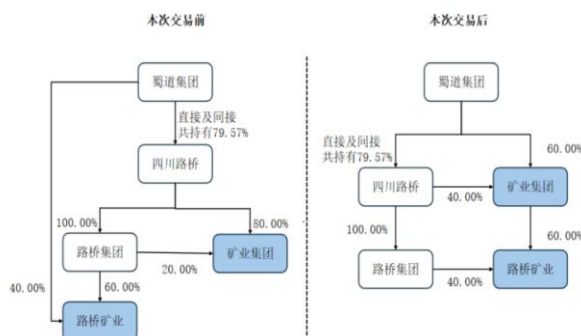 本次交易前
蜀道集团
直接及间接
共持有79.57%
四川路桥
100.00%
80.00%
路桥集团
20.00%
矿业集团
40.00%
60.00%
路桥矿业
本次交易后
蜀道集团
直接及间接
共持有79.57%
60.00%
四川路桥
40.00%
矿业集团
100.00%
60.00%
路桥集团
40.00%
路桥矿业